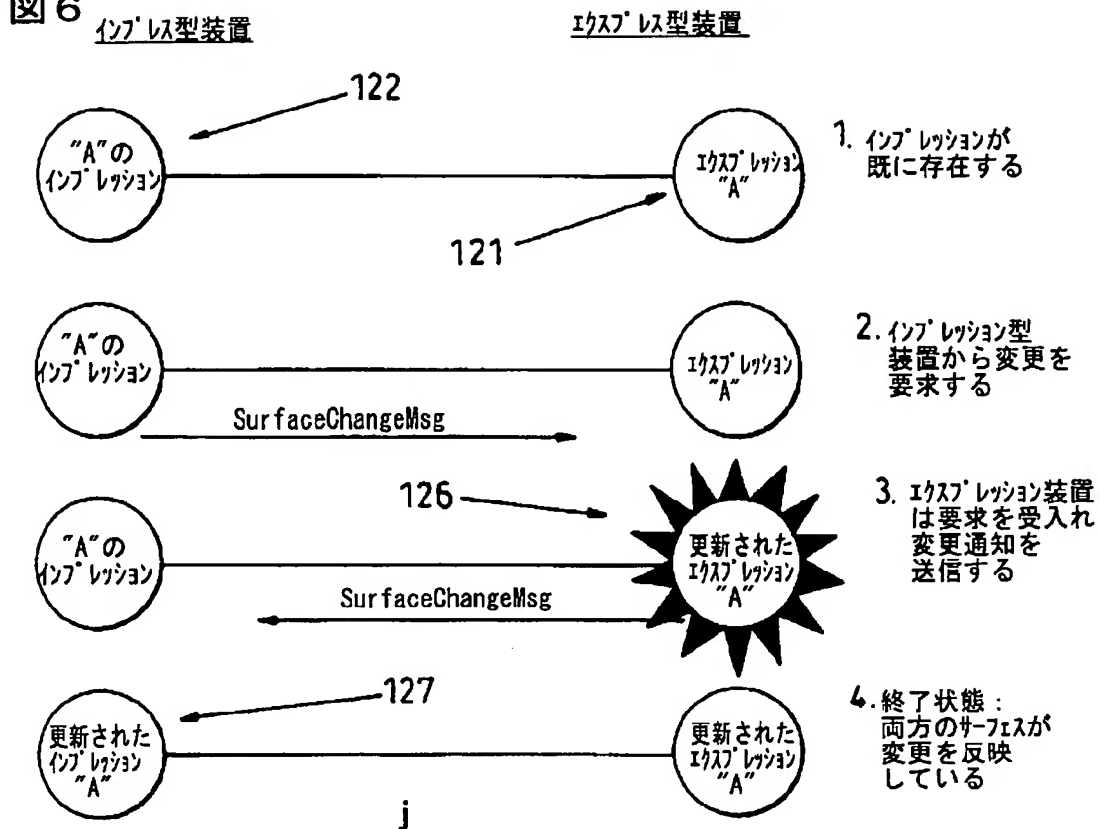 図6
インプレス型装置
エクスプレス型装置
122
"A"の
インプレッション
エクスプレッション
"A"
121
1. インプレッションが
既に存在する
"A"の
インプレッション
エクスプレッション
"A"
SurfaceChangeMsg
2. インプレッション型
装置から変更を
要求する
126
"A"の
インプレッション
更新された
エクスプレッション
"A"
SurfaceChangeMsg
3. エクスプレッション装置
は要求を受入れ
変更通知を
送信する
127
更新された
インプレッション
"A"
更新された
エクスプレッション
"A"
4. 終了状態:
両方のサーフェスが
変更を反映
している
j